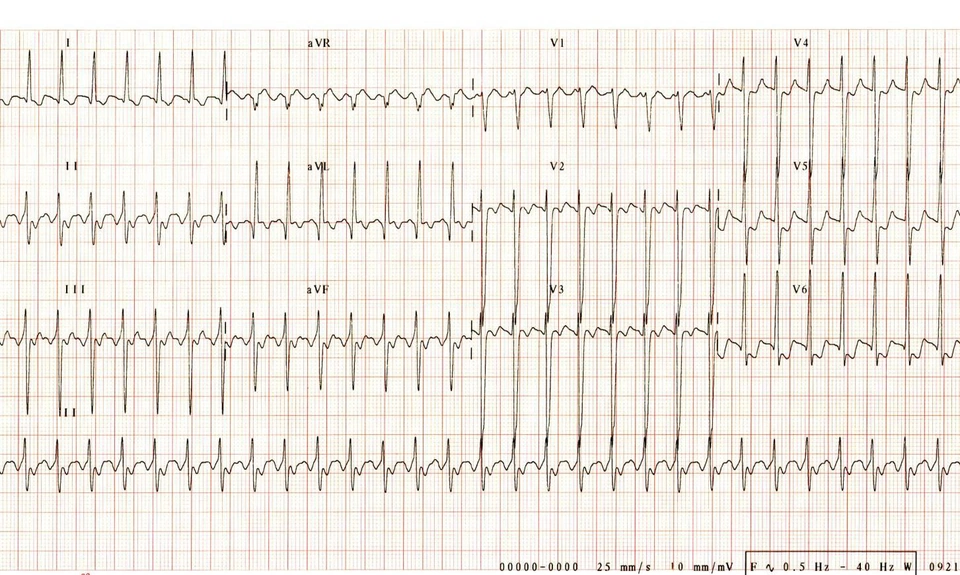 I aVR V1 V4
II aVL V2 V5
III aVF V3 V6
II
00000-0000 25 mm/s 10 mm/mV F ∿ 0.5 Hz - 40 Hz W 0921